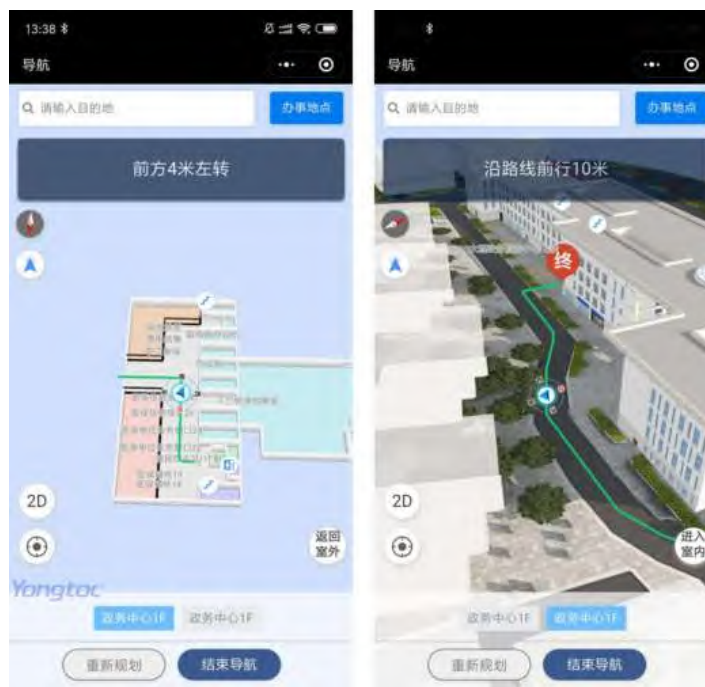 13:38
导航
请输入目的地
办事地点
前方4米左转
2D
返回
室外
Yongtoc
政务中心1F 政务中心1F
重新规划
结束导航
导航
请输入目的地
办事地点
沿路线前行10米
终
2D
进入
室内
政务中心1F 政务中心1F
重新规划
结束导航